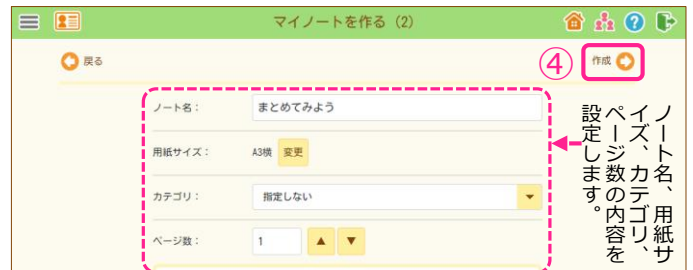 マイノートを作る (2)
戻る
④
作成
ノート名：
まとめてみよう
用紙サイズ：
A3横
変更
カテゴリ：
指定しない
ページ数：
1
ノート名、用紙サ
イズ、カテゴリ、
ページ数の内容を
設定します。